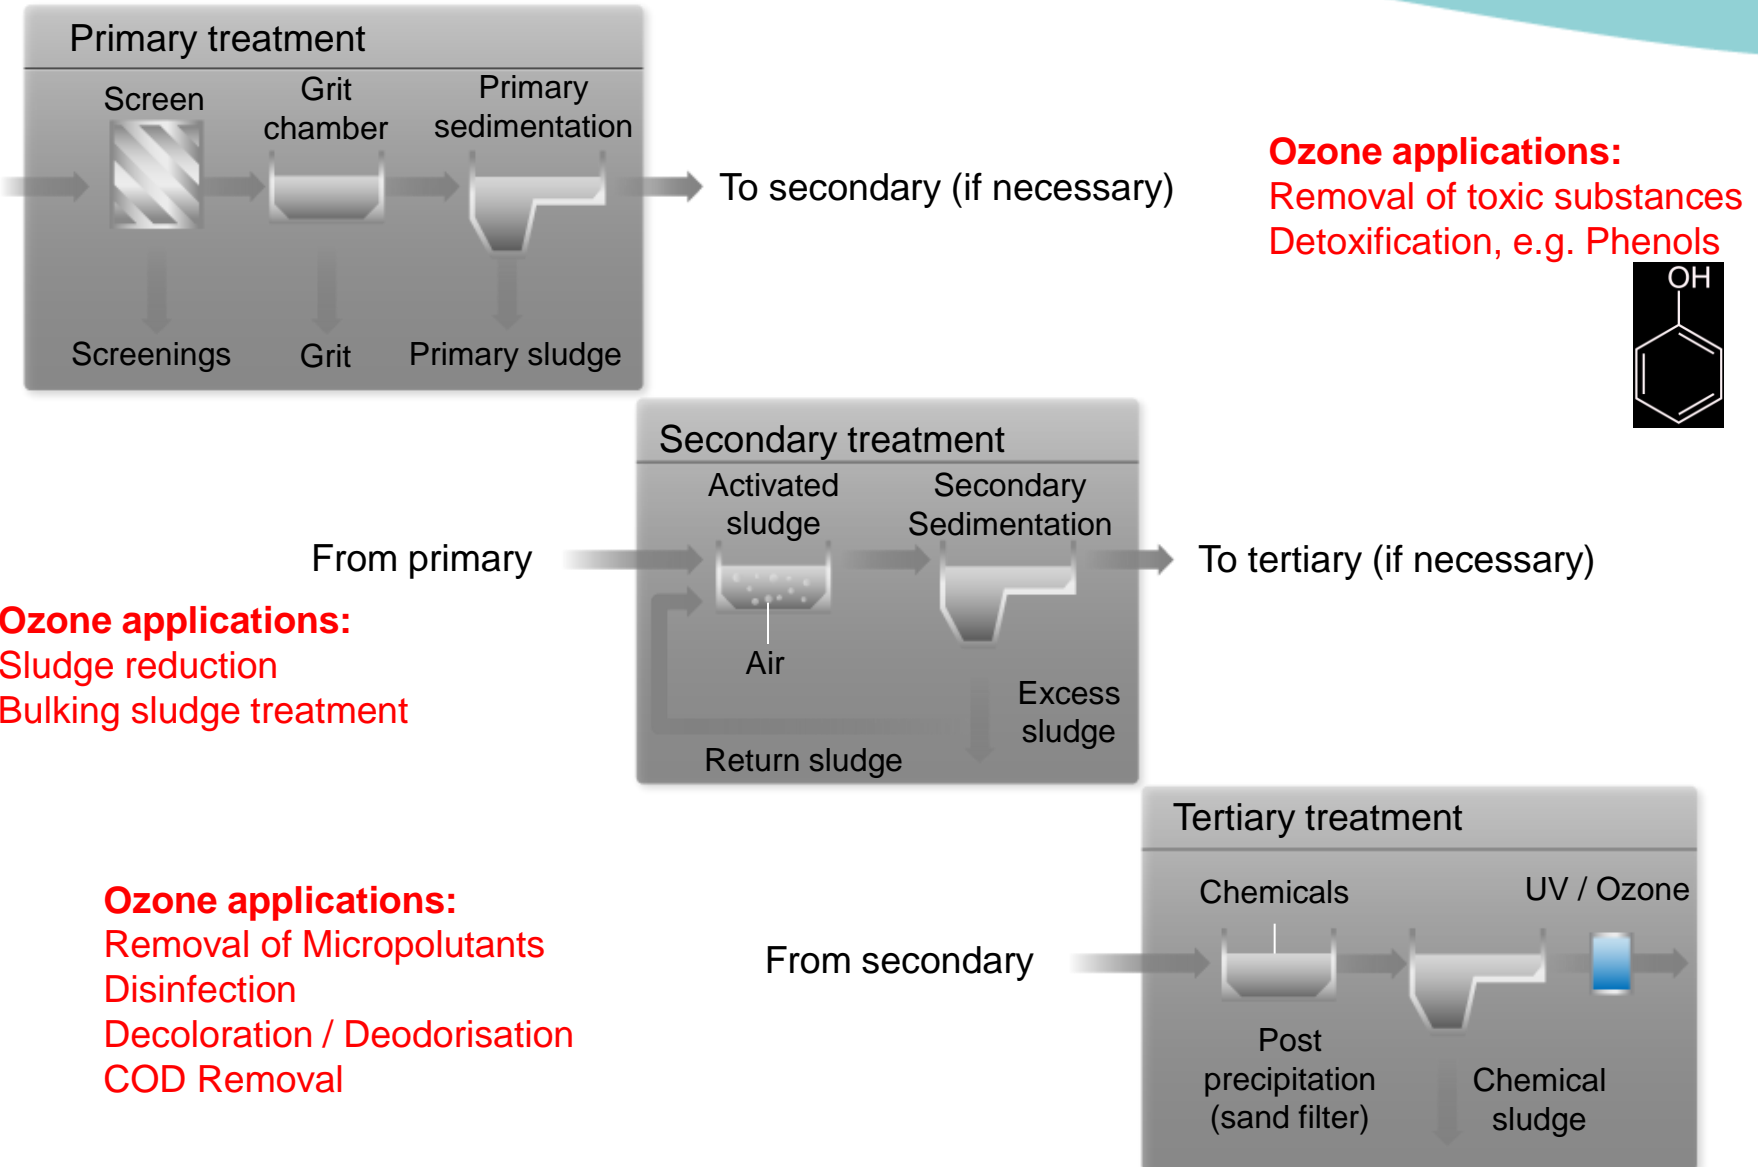 Primary treatment
Screen
Grit
chamber
Primary
sedimentation
To secondary (if necessary)
Screenings
Grit
Primary sludge
Ozone applications:
Removal of toxic substances
Detoxification, e.g. Phenols
OH
Secondary treatment
Activated
sludge
Secondary
Sedimentation
From primary
To tertiary (if necessary)
Air
Excess
sludge
Return sludge
Ozone applications:
Sludge reduction
Bulking sludge treatment
Tertiary treatment
Chemicals
UV / Ozone
From secondary
Post
precipitation
(sand filter)
Chemical
sludge
Ozone applications:
Removal of Micropolutants
Disinfection
Decoloration / Deodorisation
COD Removal